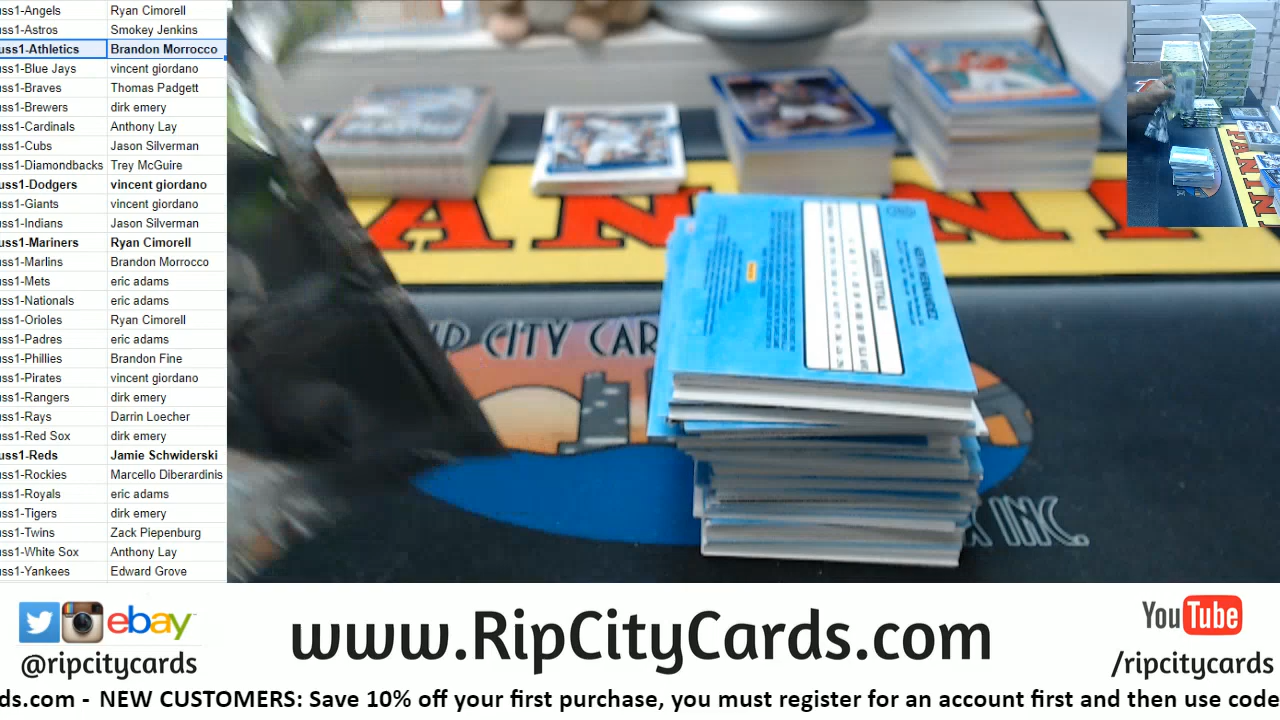 uss1-Angels Ryan Cimorell
uss1-Astros Smokey Jenkins
uss1-Athletics Brandon Morrocco
uss1-Blue Jays vincent giordano
uss1-Braves Thomas Padgett
uss1-Brewers dirk emery
uss1-Cardinals Anthony Lay
uss1-Cubs Jason Silverman
uss1-Diamondbacks Trey McGuire
uss1-Dodgers vincent giordano
uss1-Giants vincent giordano
uss1-Indians Jason Silverman
uss1-Mariners Ryan Cimorell
uss1-Marlins Brandon Morrocco
uss1-Mets eric adams
uss1-Nationals eric adams
uss1-Orioles Ryan Cimorell
uss1-Padres eric adams
uss1-Phillies Brandon Fine
uss1-Pirates vincent giordano
uss1-Rangers dirk emery
uss1-Rays Darrin Loecher
uss1-Red Sox dirk emery
uss1-Reds Jamie Schwiderski
uss1-Rockies Marcello Diberardinis
uss1-Royals eric adams
uss1-Tigers dirk emery
uss1-Twins Zack Piepenburg
uss1-White Sox Anthony Lay
uss1-Yankees Edward Grove
PANINI
PANINI
IP CITY CAR
INC.
CAREER TOTALS
KEITH HERNANDEZ
ebay
@ripcitycards
www.RipCityCards.com
YouTube
/ripcitycards
ds.com - NEW CUSTOMERS: Save 10% off your first purchase, you must register for an account first and then use code